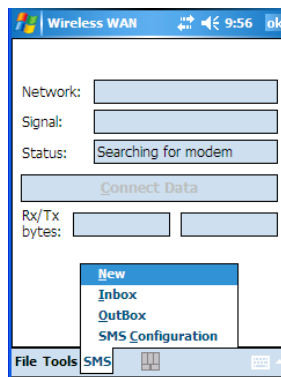 Wireless WAN 9:56 ok
Network:
Signal:
Status: Searching for modem
Connect Data
Rx/Tx
bytes:
New
Inbox
OutBox
SMS Configuration
File Tools SMS